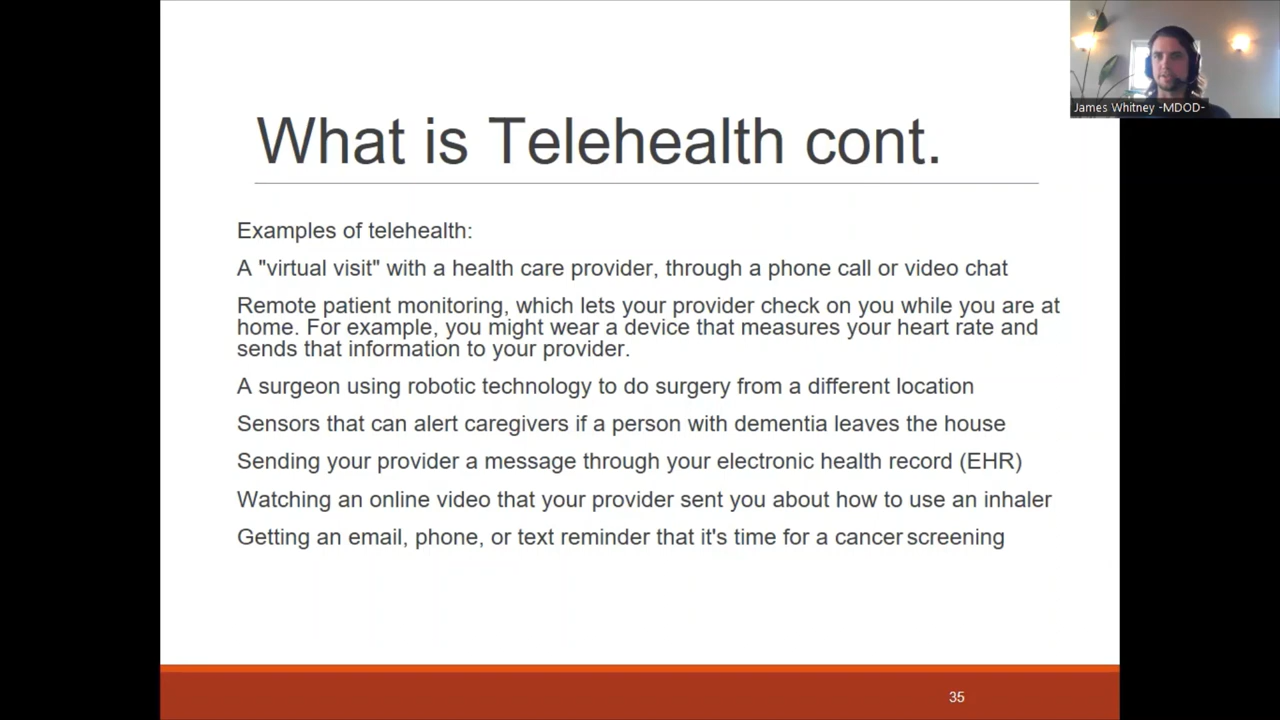 What is Telehealth cont.
Examples of telehealth:
A "virtual visit" with a health care provider, through a phone call or video chat
Remote patient monitoring, which lets your provider check on you while you are at
home. For example, you might wear a device that measures your heart rate and
sends that information to your provider.
A surgeon using robotic technology to do surgery from a different location
Sensors that can alert caregivers if a person with dementia leaves the house
Sending your provider a message through your electronic health record (EHR)
Watching an online video that your provider sent you about how to use an inhaler
Getting an email, phone, or text reminder that it's time for a cancer screening
35
James Whitney -MDOD-